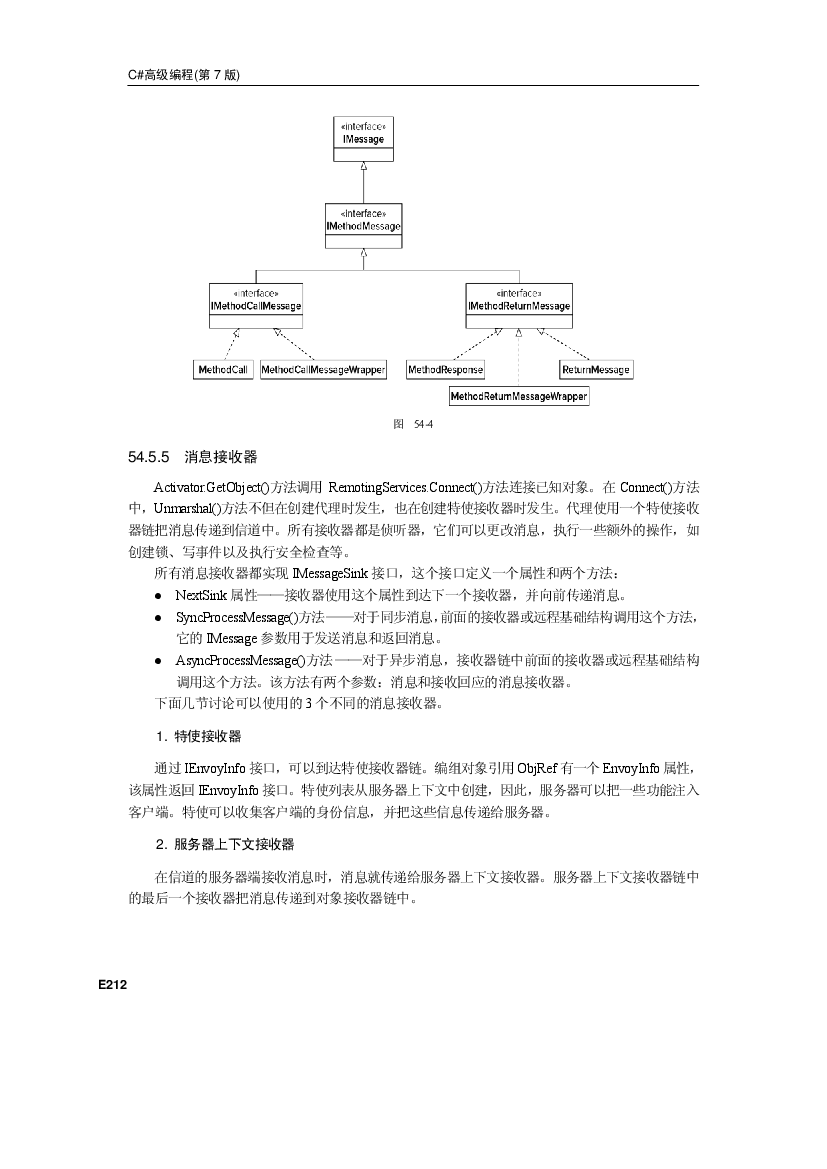 C#高级编程(第 7 版)
«interface»
IMessage
«interface»
IMethodMessage
«interface»
IMethodCallMessage
«interface»
IMethodReturnMessage
MethodCall
MethodCallMessageWrapper
MethodResponse
ReturnMessage
MethodReturnMessageWrapper
图 54-4
54.5.5 消息接收器
Activator.GetObject()方法调用 RemotingServices.Connect()方法连接已知对象。在 Connect()方法
中，Unmarshal()方法不但在创建代理时发生，也在创建特使接收器时发生。代理使用一个特使接收
器链把消息传递到信道中。所有接收器都是侦听器，它们可以更改消息，执行一些额外的操作，如
创建锁、写事件以及执行安全检查等。
所有消息接收器都实现 IMessageSink 接口，这个接口定义一个属性和两个方法：
● NextSink 属性——接收器使用这个属性到达下一个接收器，并向前传递消息。
● SyncProcessMessage()方法——对于同步消息，前面的接收器或远程基础结构调用这个方法，
它的 IMessage 参数用于发送消息和返回消息。
● AsyncProcessMessage()方法——对于异步消息，接收器链中前面的接收器或远程基础结构
调用这个方法。该方法有两个参数：消息和接收回应的消息接收器。
下面几节讨论可以使用的 3 个不同的消息接收器。
1. 特使接收器
通过 IEnvoyInfo 接口，可以到达特使接收器链。编组对象引用 ObjRef 有一个 EnvoyInfo 属性，
该属性返回 IEnvoyInfo 接口。特使列表从服务器上下文中创建，因此，服务器可以把一些功能注入
客户端。特使可以收集客户端的身份信息，并把这些信息传递给服务器。
2. 服务器上下文接收器
在信道的服务器端接收消息时，消息就传递给服务器上下文接收器。服务器上下文接收器链中
的最后一个接收器把消息传递到对象接收器链中。
E212